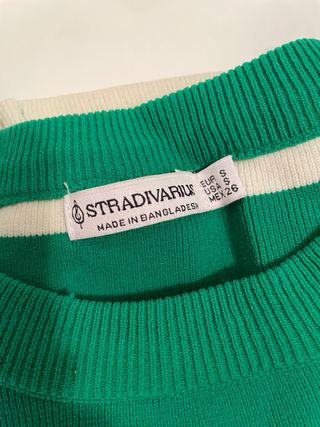 STRADIVARIUS
MADE IN BANGLADESH
EUR S
USA S
MEX 26